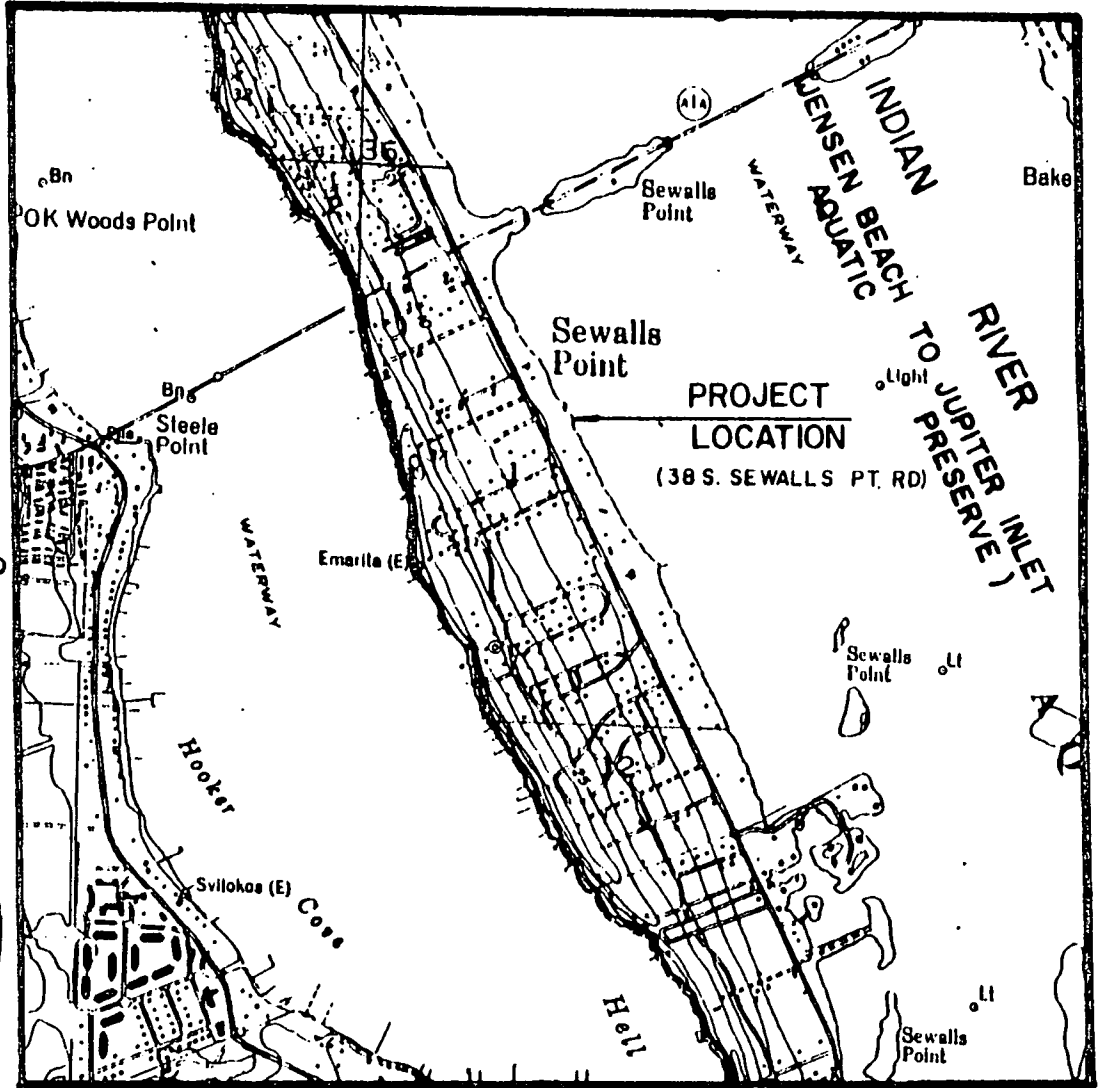 36
A1A
Bn
OK Woods Point
Sewalls
Point
WATERWAY
INDIAN
RIVER
JENSEN BEACH TO JUPITER INLET
AQUATIC PRESERVE )
Bake
Sewalls
Point
PROJECT
LOCATION
(38 S. SEWALLS PT. RD)
Light
Bn
Steele
Point
WATERWAY
Emarita (E)
Sewalls
Point
Lt
Hooker
Cove
Svilokos (E)
Hell
Lt
Sewalls
Point